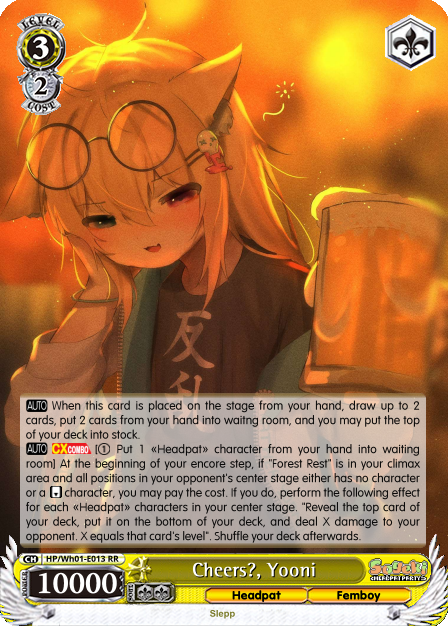 LEVEL
3
2
COST
反乱
AUTO When this card is placed on the stage from your hand, draw up to 2
cards, put 2 cards from your hand into waitng room, and you may put the top
of your deck into stock.
AUTO CXCOMBO [① Put 1 «Headpat» character from your hand into waiting
room] At the beginning of your encore step, if "Forest Rest" is in your climax
area and all positions in your opponent's center stage either has no character
or a character, you may pay the cost. If you do, perform the following effect
for each «Headpat» characters in your center stage. "Reveal the top card of
your deck, put it on the bottom of your deck, and deal X damage to your
opponent. X equals that card's level". Shuffle your deck afterwards.
CH HP/Wh01-E013 RR
Cheers?, Yooni
POWER 10000 SOUL
Headpat Femboy
Slepp